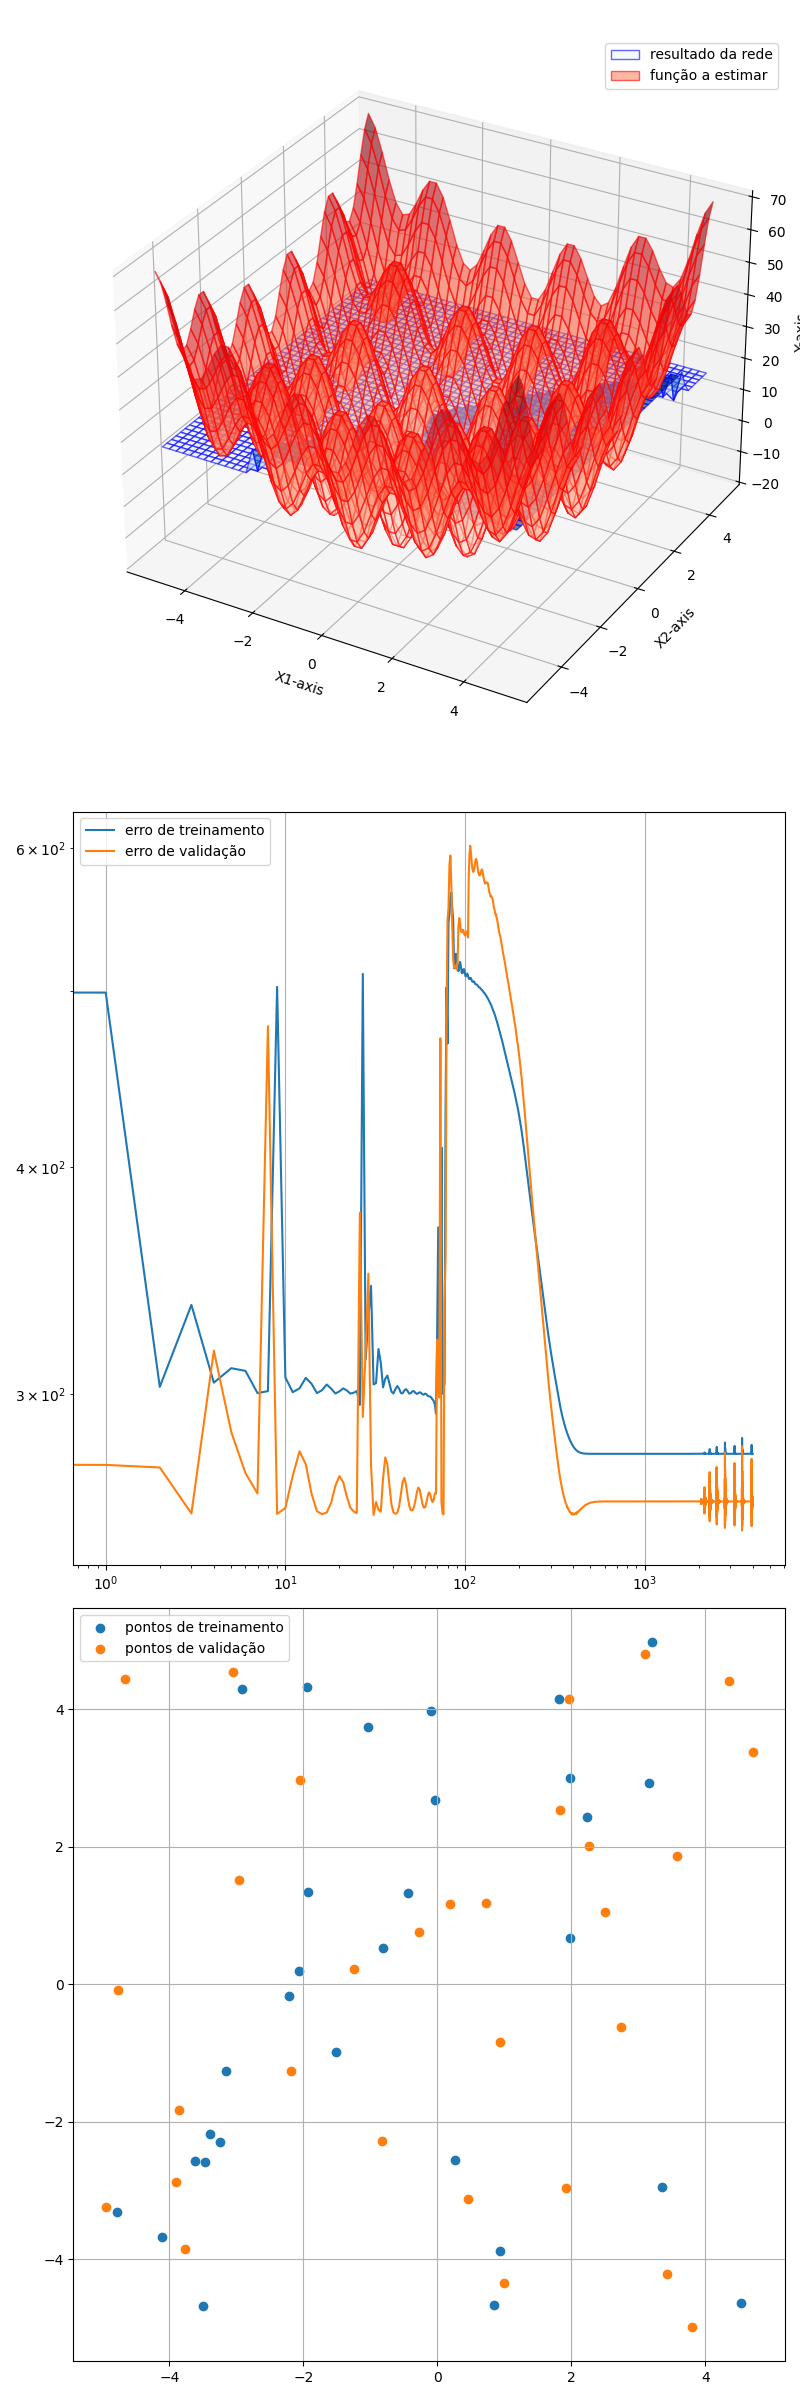 resultado da rede
função a estimar
70
60
50
40
30
20
10
0
−10
−20
4
2
0
−2
−4
X2-axis
−4
−2
0
2
4
X1-axis
erro de treinamento
erro de validação
6 × 10²
4 × 10²
3 × 10²
10⁰ 10¹ 10² 10³
pontos de treinamento
pontos de validação
4
2
0
−2
−4
−4 −2 0 2 4